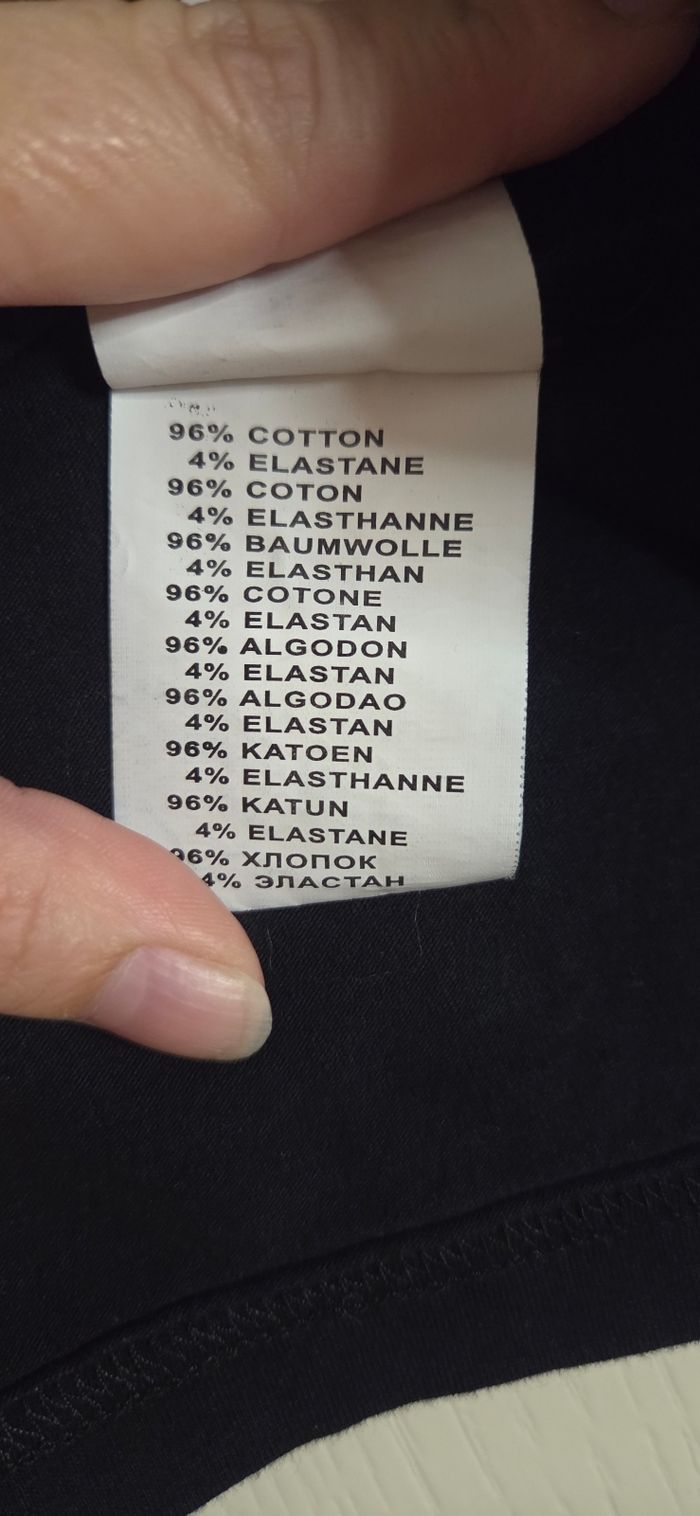 96% COTTON
4% ELASTANE
96% COTON
4% ELASTHANNE
96% BAUMWOLLE
4% ELASTHAN
96% COTONE
4% ELASTAN
96% ALGODON
4% ELASTAN
96% ALGODAO
4% ELASTAN
96% KATOEN
4% ELASTHANNE
96% KATUN
4% ELASTANE
96% ХЛОПОК
4% ЭЛАСТАН